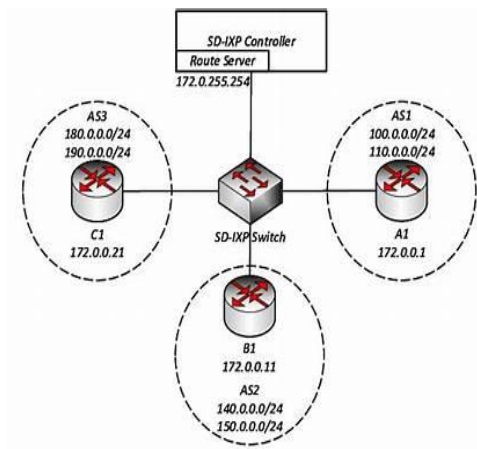 SD-IXP Controller
Route Server
172.0.255.254
AS3
180.0.0.0/24
190.0.0.0/24
C1
172.0.0.21
SD-IXP Switch
AS1
100.0.0.0/24
110.0.0.0/24
A1
172.0.0.1
B1
172.0.0.11
AS2
140.0.0.0/24
150.0.0.0/24